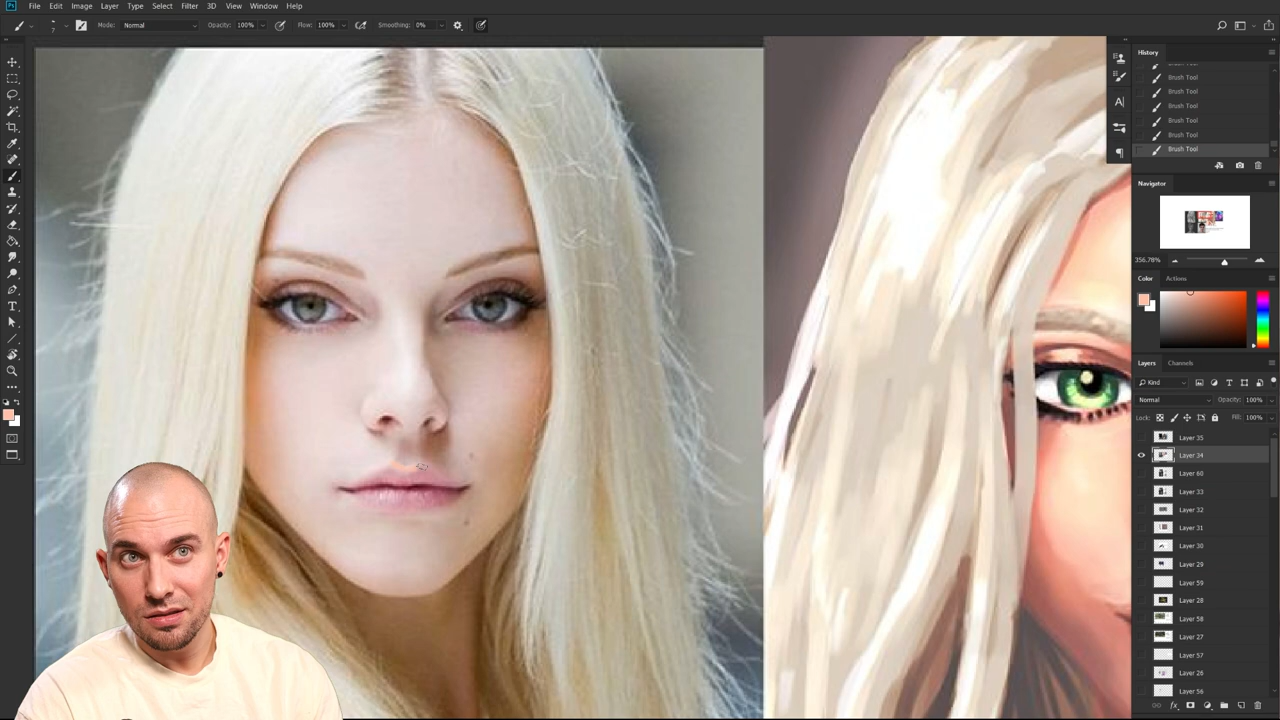 Ps File Edit Image Layer Type Select Filter 3D View Window Help
7 Mode: Normal Opacity: 100% Flow: 100% Smoothing: 0%
History
Brush Tool
Brush Tool
Brush Tool
Brush Tool
Brush Tool
Brush Tool
Navigator
356.78%
Color Actions
Layers Channels
Kind
Normal Opacity: 100%
Lock: Fill: 100%
Layer 35
Layer 34
Layer 60
Layer 33
Layer 32
Layer 31
Layer 30
Layer 29
Layer 59
Layer 28
Layer 58
Layer 27
Layer 57
Layer 26
Layer 56
fx